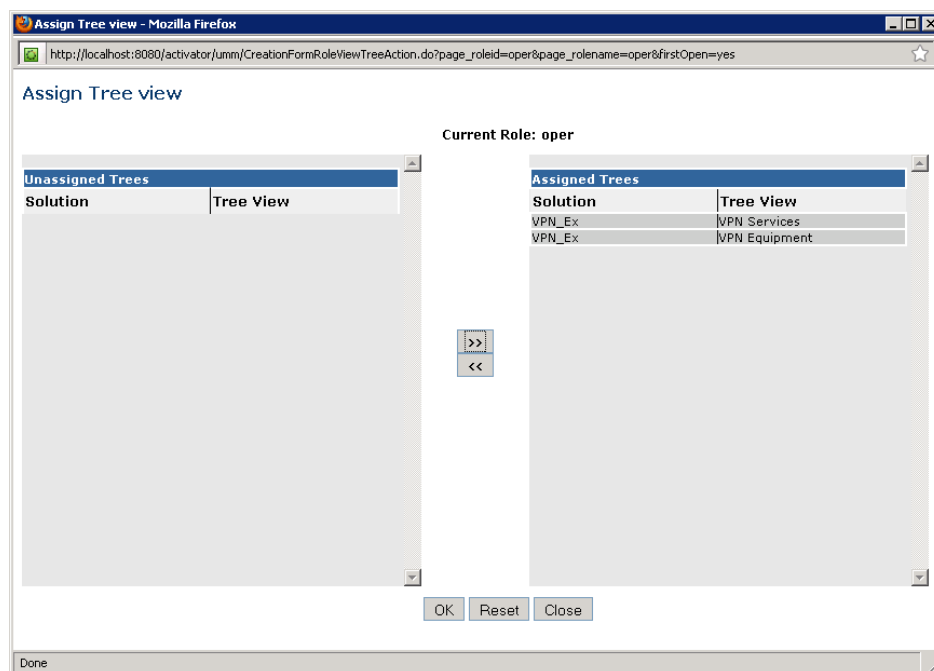 Assign Tree view - Mozilla Firefox
http://localhost:8080/activator/umm/CreationFormRoleViewTreeAction.do?page_roleid=oper&page_rolename=oper&firstOpen=yes
Assign Tree view
Current Role: oper
Unassigned Trees
Solution Tree View
Assigned Trees
Solution Tree View
VPN_Ex VPN Services
VPN_Ex VPN Equipment
>>
<<
OK Reset Close
Done